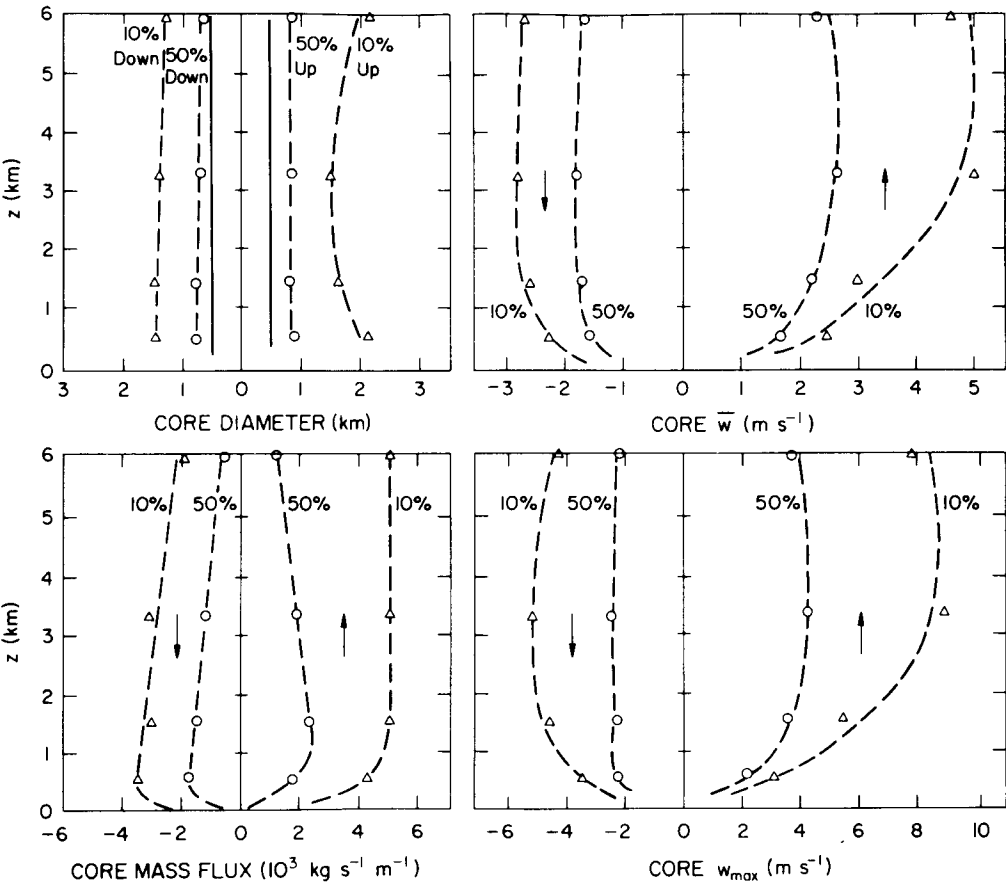 6
5
4
3
2
1
0
z (km)
10%
Down
50%
Down
50%
Up
10%
Up
3 2 1 0 1 2 3
CORE DIAMETER (km)
10%
50%
50%
10%
−3 −2 −1 0 1 2 3 4 5
CORE w̅ (m s⁻¹)
6
5
4
3
2
1
0
z (km)
10%
50%
50%
10%
−6 −4 −2 0 2 4 6
CORE MASS FLUX (10³ kg s⁻¹ m⁻¹)
10%
50%
50%
10%
−6 −4 −2 0 2 4 6 8 10
CORE wmax (m s⁻¹)